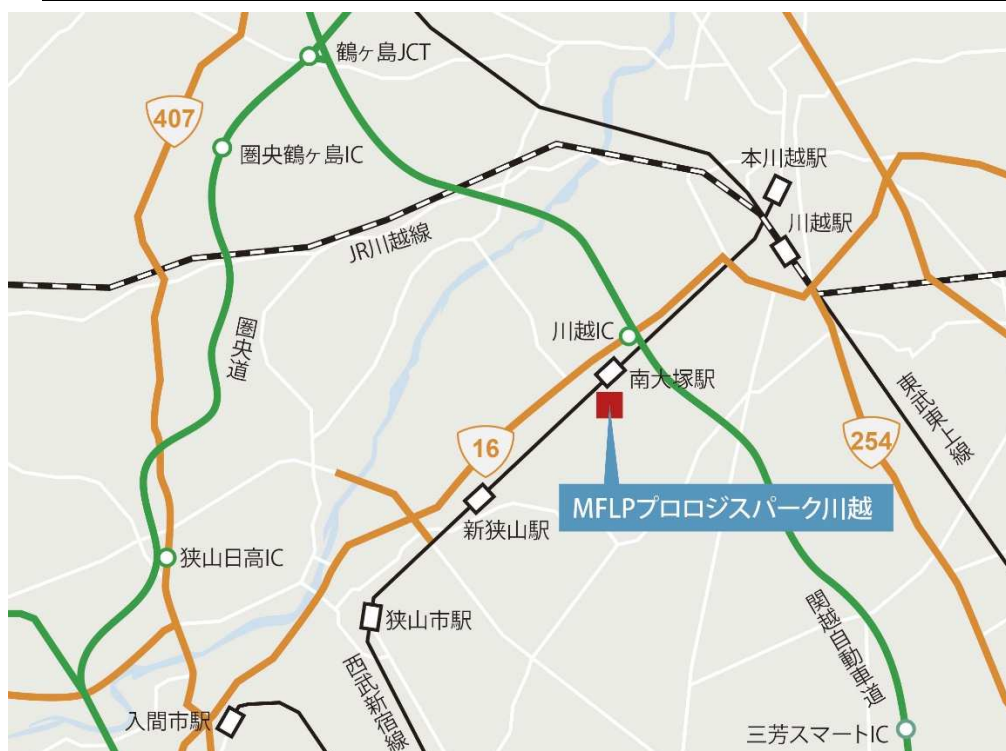 鶴ヶ島JCT
407
圏央鶴ヶ島IC
本川越駅
川越駅
JR川越線
圏央道
川越IC
南大塚駅
東武東上線
16
254
MFLPプロロジスパーク川越
新狭山駅
狭山日高IC
狭山市駅
関越自動車道
西武新宿線
入間市駅
三芳スマートIC